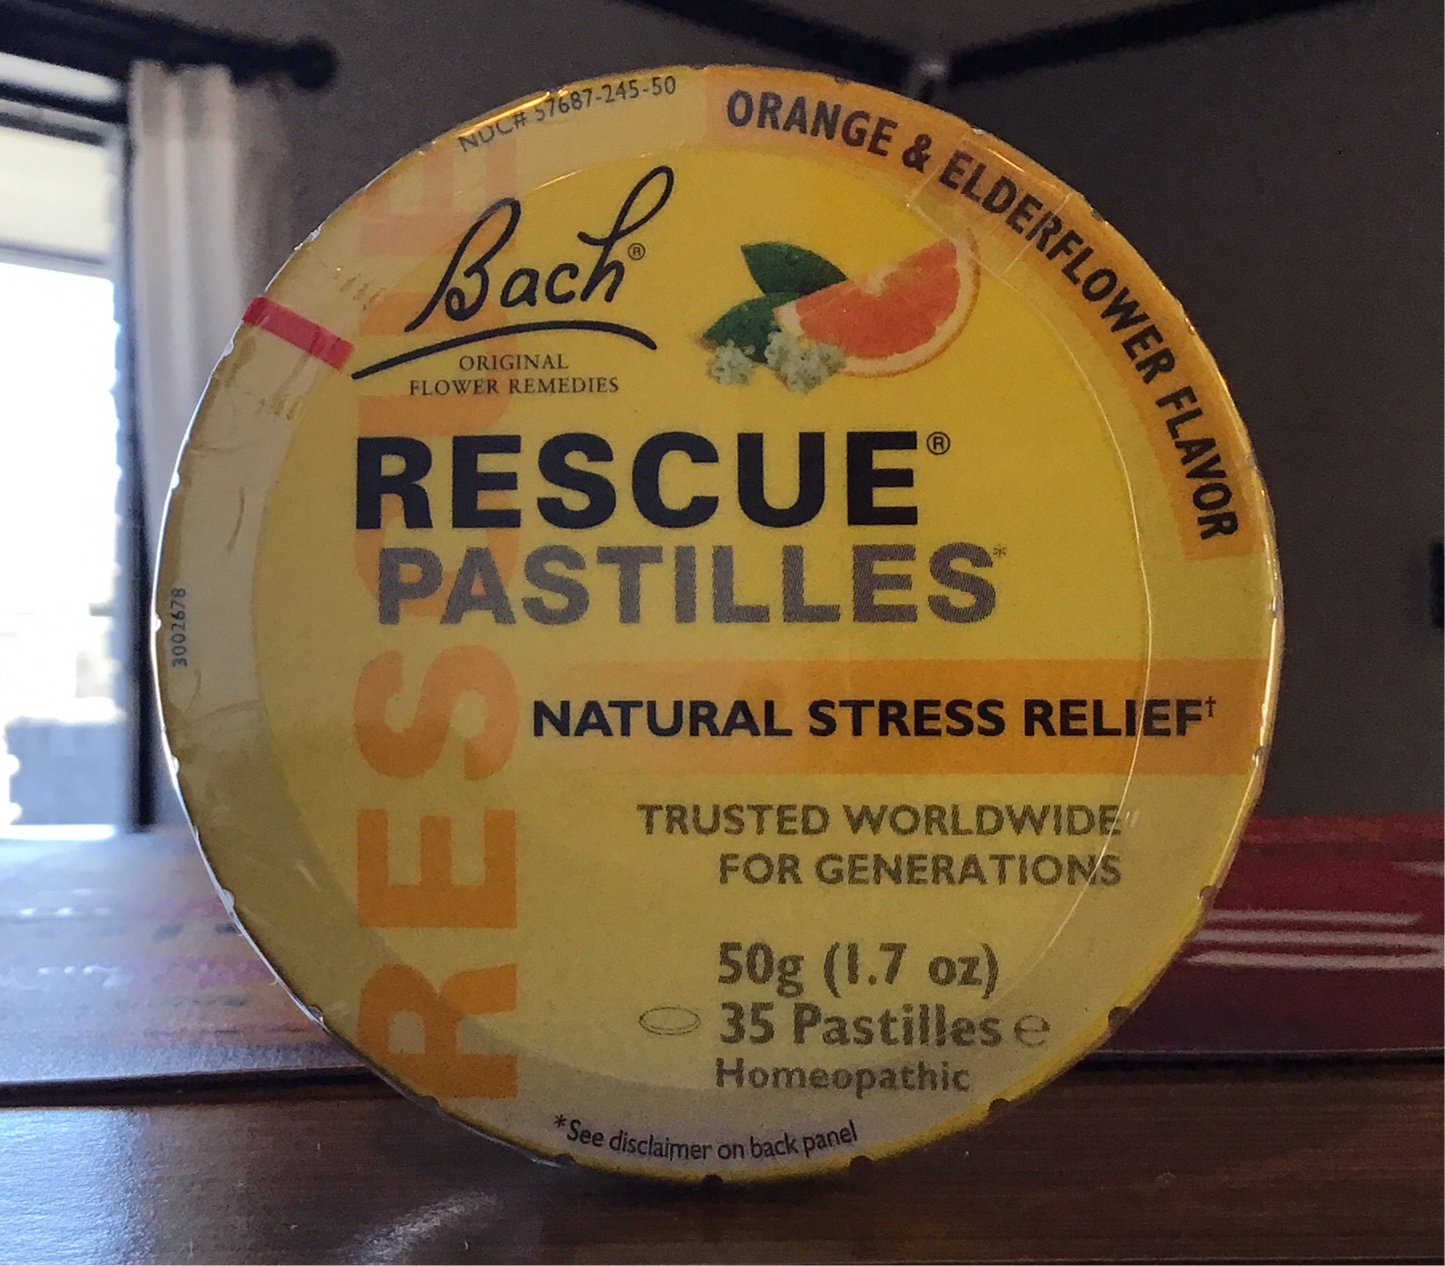 NDC# 57687-245-50
ORANGE & ELDERFLOWER FLAVOR
Bach®
ORIGINAL
FLOWER REMEDIES
RESCUE®
PASTILLES*
RESCUE
3002678
NATURAL STRESS RELIEF†
TRUSTED WORLDWIDE
FOR GENERATIONS
50g (1.7 oz)
35 Pastilles ℮
Homeopathic
*See disclaimer on back panel